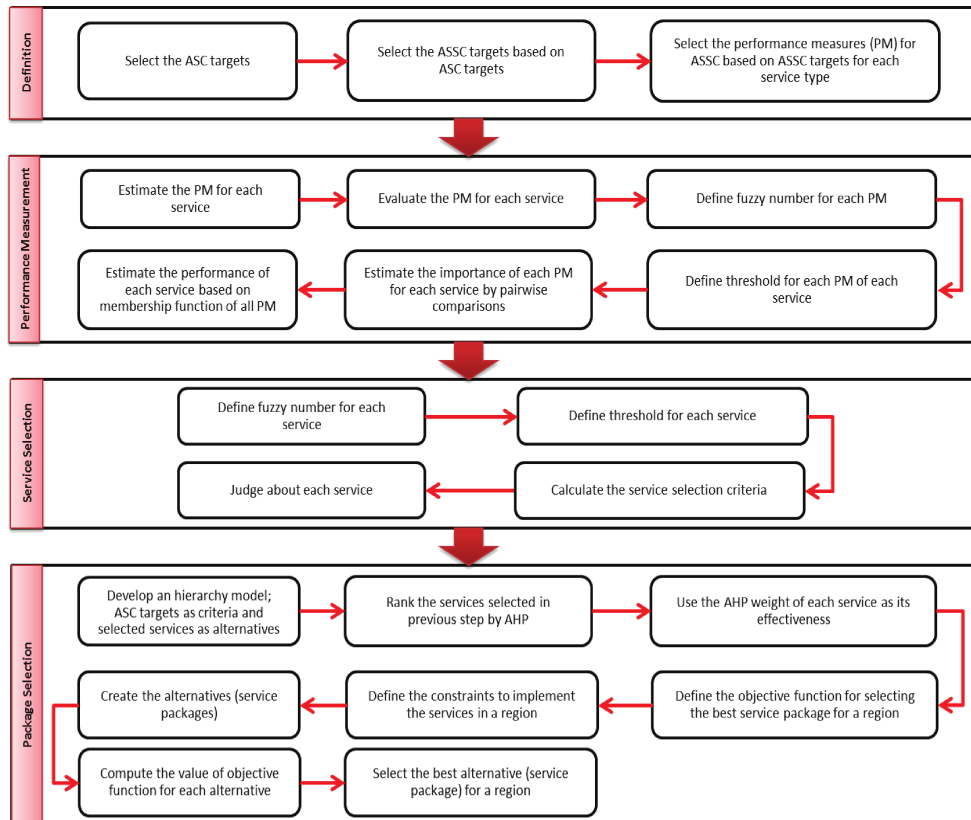 Definition
Select the ASC targets
Select the ASSC targets based on
ASC targets
Select the performance measures (PM) for
ASSC based on ASSC targets for each
service type
Performance Measurement
Estimate the PM for each
service
Evaluate the PM for each service
Define fuzzy number for each PM
Define threshold for each PM of each
service
Estimate the importance of each PM
for each service by pairwise
comparisons
Estimate the performance of
each service based on
membership function of all PM
Service Selection
Define fuzzy number for each
service
Define threshold for each service
Calculate the service selection criteria
Judge about each service
Package Selection
Develop an hierarchy model;
ASC targets as criteria and
selected services as alternatives
Rank the services selected in
previous step by AHP
Use the AHP weight of each service as its
effectiveness
Define the objective function for selecting
the best service package for a region
Define the constraints to implement
the services in a region
Create the alternatives (service
packages)
Compute the value of objective
function for each alternative
Select the best alternative (service
package) for a region